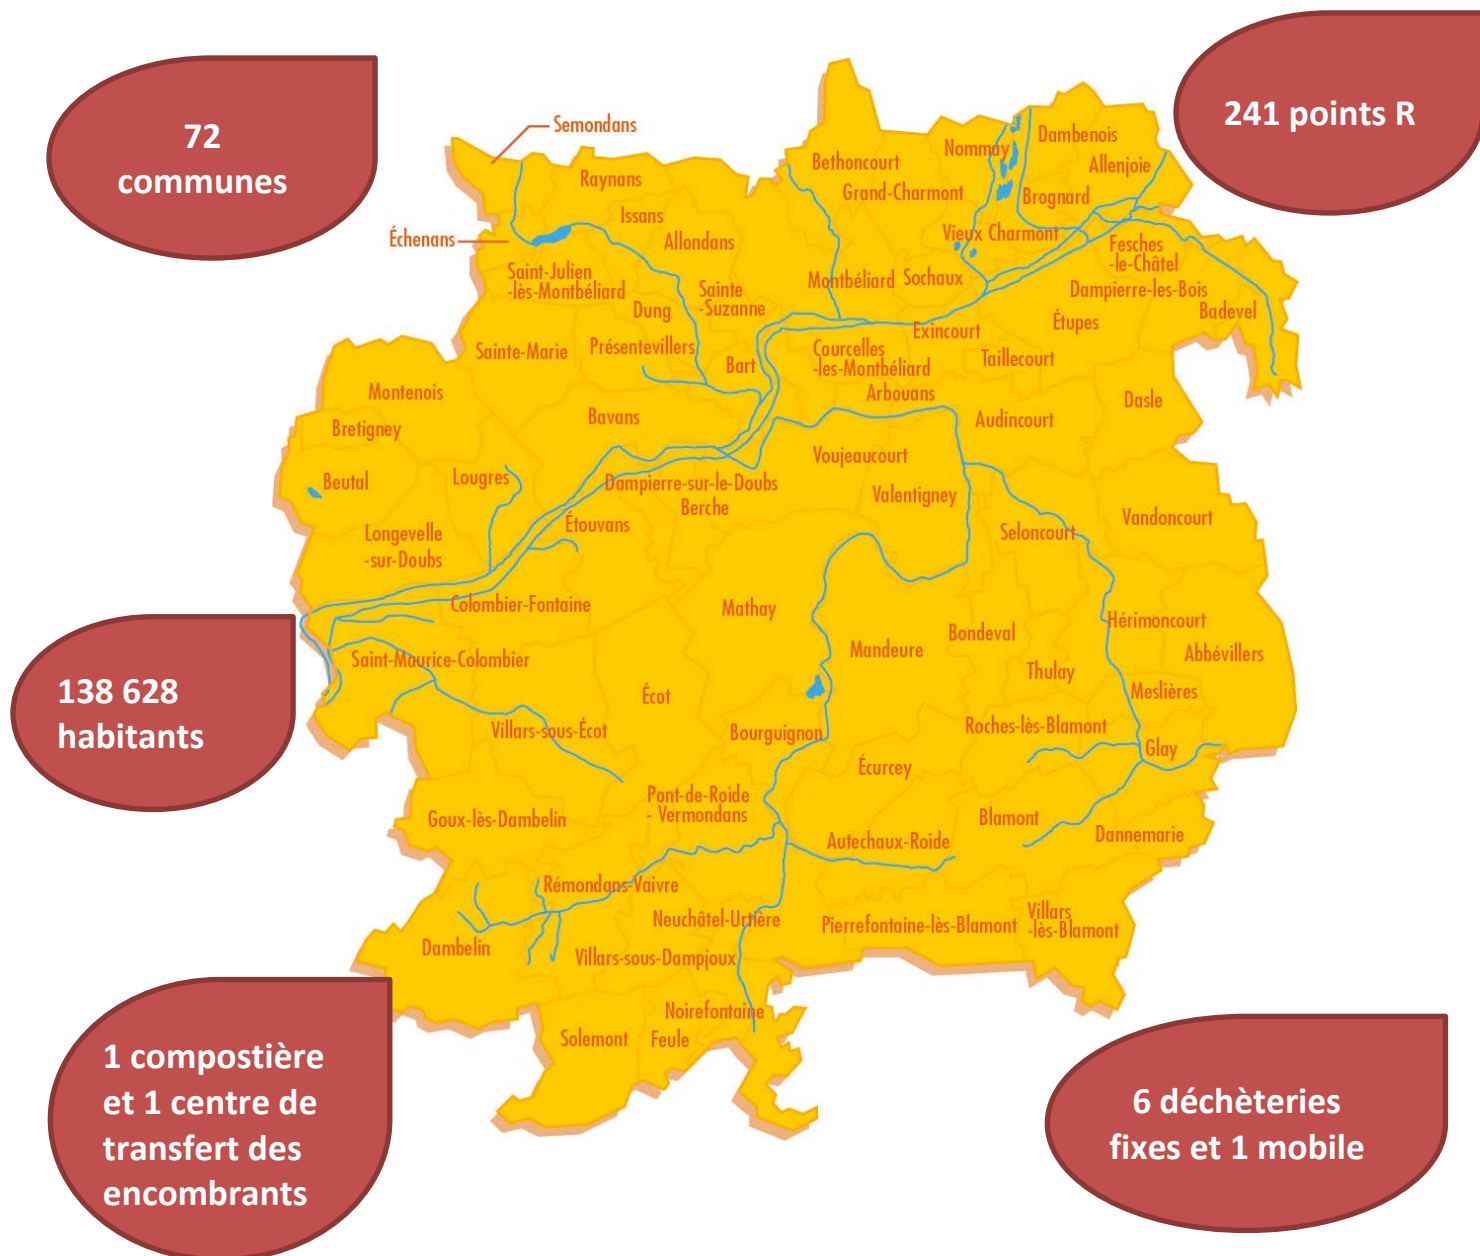 72
communes
241 points R
Semondans
Raynans
Bethoncourt
Nommay
Dambenois
Allenjoie
Grand-Charmont
Brognard
Issans
Échenans
Allondans
Vieux Charmont
Fesches
-le-Châtel
Saint-Julien
-lès-Montbéliard
Sainte
-Suzanne
Montbéliard
Sochaux
Dampierre-les-Bois
Badevel
Dung
Étupes
Exincourt
Sainte-Marie
Présentevillers
Bart
Courcelles
-les-Montbéliard
Taillecourt
Arbouans
Montenois
Dasle
Bavans
Audincourt
Bretigney
Voujeaucourt
Beutal
Lougres
Dampierre-sur-le-Doubs
Berche
Valentigney
Étouvans
Vandoncourt
Longevelle
-sur-Doubs
Seloncourt
Colombier-Fontaine
Mathay
Hérimoncourt
Bondeval
Mandeure
Abbévillers
Saint-Maurice-Colombier
Thulay
138 628
habitants
Écot
Meslières
Villars-sous-Écot
Bourguignon
Roches-lès-Blamont
Glay
Écurcey
Pont-de-Roide
- Vermondans
Goux-lès-Dambelin
Blamont
Dannemarie
Autechaux-Roide
Rémondans-Vaivre
Neuchâtel-Urtière
Pierrefontaine-lès-Blamont
Villars
-lès-Blamont
Dambelin
Villars-sous-Dampjoux
Noirefontaine
Solemont
Feule
1 compostière
et 1 centre de
transfert des
encombrants
6 déchèteries
fixes et 1 mobile